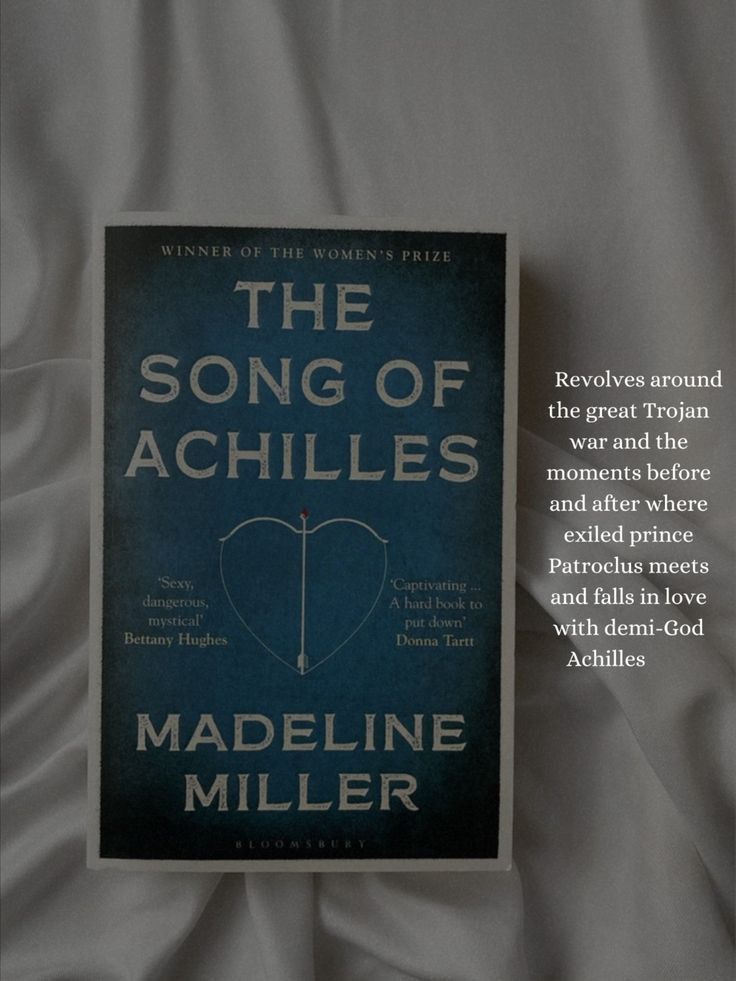 WINNER OF THE WOMEN'S PRIZE
THE
SONG OF
ACHILLES
'Sexy,
dangerous,
mystical'
Bettany Hughes
'Captivating ...
A hard book to
put down'
Donna Tartt
MADELINE
MILLER
BLOOMSBURY
Revolves around
the great Trojan
war and the
moments before
and after where
exiled prince
Patroclus meets
and falls in love
with demi-God
Achilles